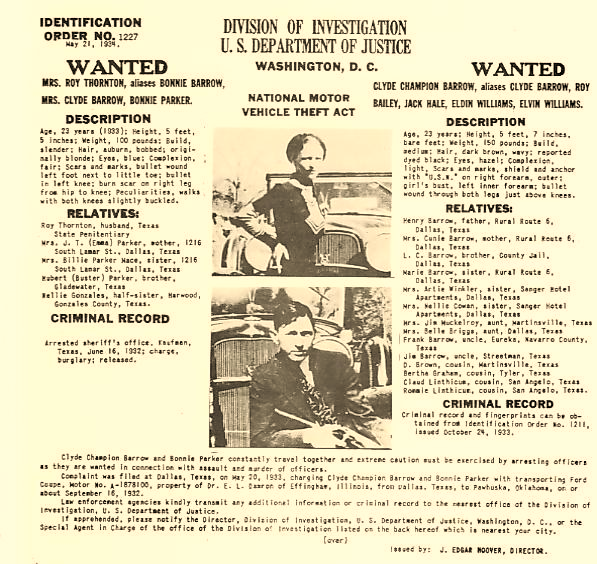 IDENTIFICATION
ORDER NO. 1227
May 21, 1934.
DIVISION OF INVESTIGATION
U. S. DEPARTMENT OF JUSTICE
WASHINGTON, D. C.
WANTED
MRS. ROY THORNTON, aliases BONNIE BARROW,
MRS. CLYDE BARROW, BONNIE PARKER.
DESCRIPTION
Age, 23 years (1933); Height, 5 feet,
5 inches; Weight, 100 pounds; Build,
slender; Hair, auburn, bobbed; origi-
nally blonde; Eyes, blue; Complexion,
fair; Scars and marks, bullet wound
left foot next to little toe; bullet
in left knee; burn scar on right leg
from hip to knee; Peculiarities, walks
with both knees slightly buckled.
RELATIVES:
Roy Thornton, husband, Texas
State Penitentiary
Mrs. J. T. (Emma) Parker, mother, 1216
South Lamar St., Dallas, Texas
Mrs. Billie Parker Mace, sister, 1216
South Lamar St., Dallas, Texas
Hubert (Buster) Parker, brother,
Gladewater, Texas
Nellie Gonzales, half-sister, Harwood,
Gonzales County, Texas.
CRIMINAL RECORD
Arrested sheriff's office, Kaufman,
Texas, June 16, 1932; charge,
burglary; released.
NATIONAL MOTOR
VEHICLE THEFT ACT
WANTED
CLYDE CHAMPION BARROW, aliases CLYDE BARROW, ROY
BAILEY, JACK HALE, ELDIN WILLIAMS, ELVIN WILLIAMS.
DESCRIPTION
Age, 23 years; Height, 5 feet, 7 inches,
bare feet; Weight, 150 pounds; Build,
medium; Hair, dark brown, wavy; reported
dyed black; Eyes, hazel; Complexion,
light, Scars and marks, shield and anchor
with "U.S.N." on right forearm, outer;
girl's bust, left inner forearm; bullet
wound through both legs just above knees.
RELATIVES:
Henry Barrow, father, Rural Route 6,
Dallas, Texas
Mrs. Cumie Barrow, mother, Rural Route 6,
Dallas, Texas
L. C. Barrow, brother, County Jail,
Dallas, Texas
Marie Barrow, sister, Rural Route 6,
Dallas, Texas
Mrs. Artie Winkler, sister, Sanger Hotel
Apartments, Dallas, Texas
Mrs. Nellie Cowan, sister, Sanger Hotel
Apartments, Dallas, Texas
Mrs. Jim Muckelroy, aunt, Martinsville, Texas
Mrs. Belle Briggs, aunt, Dallas, Texas
Frank Barrow, uncle, Eureka, Navarro County,
Texas
Jim Barrow, uncle, Streetman, Texas
D. Brown, cousin, Martinsville, Texas
Bertha Graham, cousin, Tyler, Texas
Claud Linthicum, cousin, San Angelo, Texas
Rommie Linthicum, cousin, San Angelo, Texas.
CRIMINAL RECORD
Criminal record and fingerprints can be ob-
tained from Identification Order No. 1211,
issued October 24, 1933.
Clyde Champion Barrow and Bonnie Parker constantly travel together and extreme caution must be exercised by arresting officers
as they are wanted in connection with assault and murder of officers.
Complaint was filed at Dallas, Texas, on May 20, 1933, charging Clyde Champion Barrow and Bonnie Parker with transporting Ford
Coupe, Motor No. A-1878100, property of Dr. E. L. Damron of Effingham, Illinois, from Dallas, Texas, to Pawhuska, Oklahoma, on or
about September 16, 1932.
Law enforcement agencies kindly transmit any additional information or criminal record to the nearest office of the Division of
Investigation, U. S. Department of Justice.
If apprehended, please notify the Director, Division of Investigation, U. S. Department of Justice, Washington, D. C., or the
Special Agent in Charge of the office of the Division of Investigation listed on the back hereof which is nearest your city.
(over)
Issued by: J. EDGAR HOOVER, DIRECTOR.